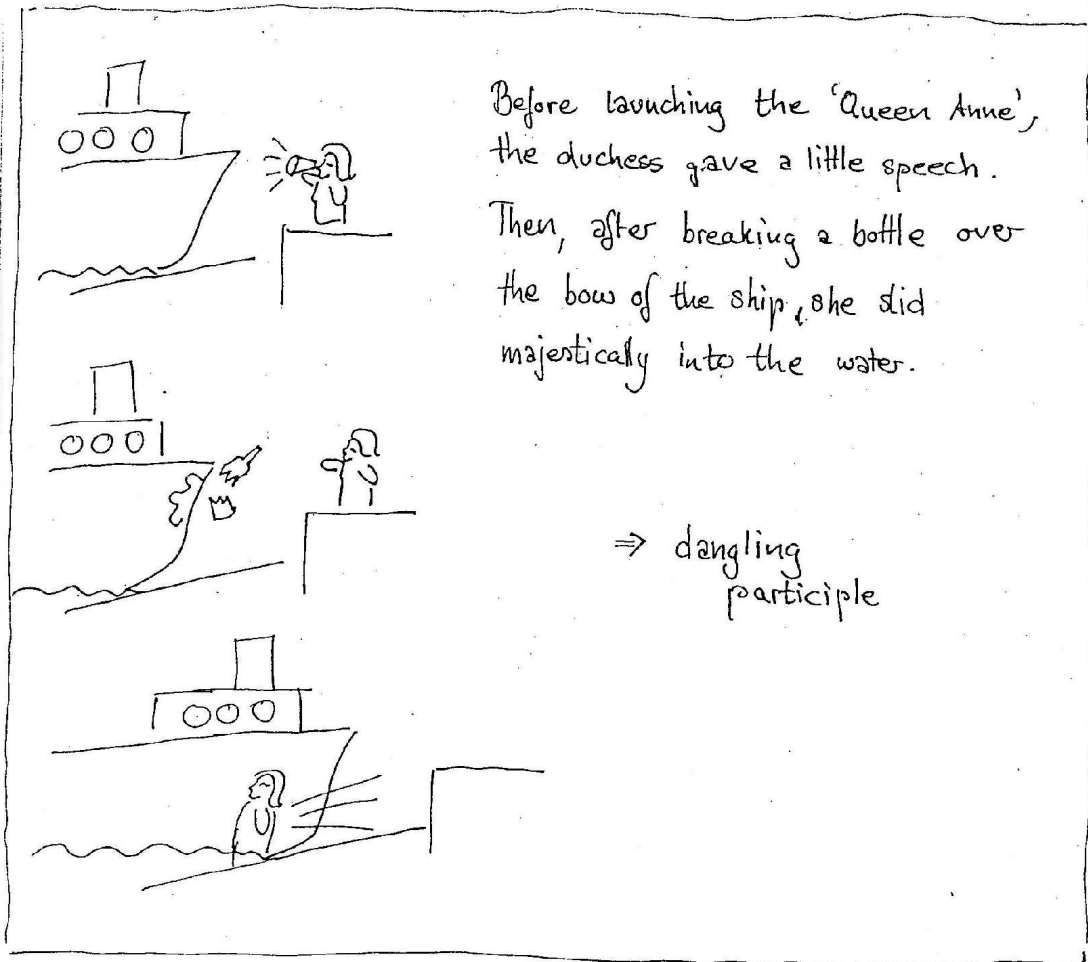 Before launching the 'Queen Anne',
the duchess gave a little speech.
Then, after breaking a bottle over
the bow of the ship, she slid
majestically into the water.
⇒ dangling
participle